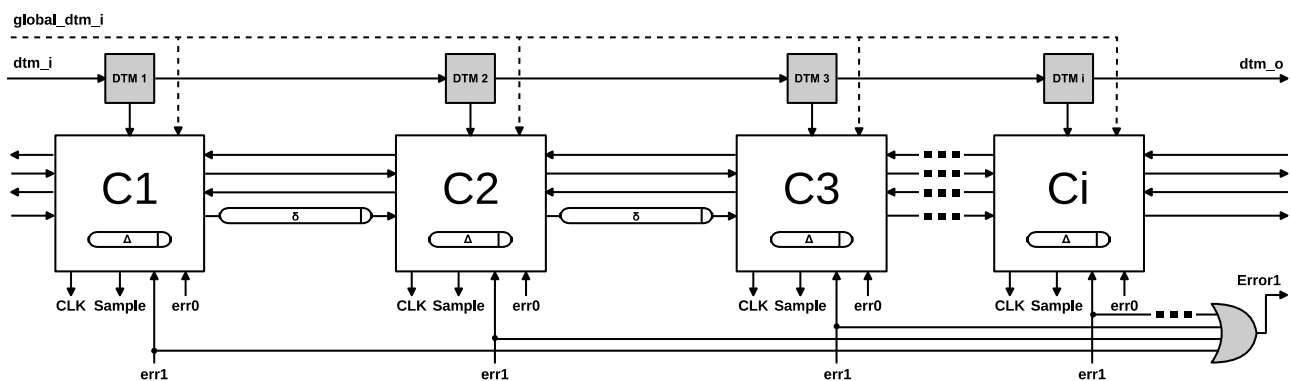 global_dtm_i
dtm_i
DTM 1
DTM 2
DTM 3
DTM i
dtm_o
C1
C2
C3
Ci
δ
δ
Δ
Δ
Δ
Δ
CLK Sample err0
CLK Sample err0
CLK Sample err0
CLK Sample err0
Error1
err1
err1
err1
err1